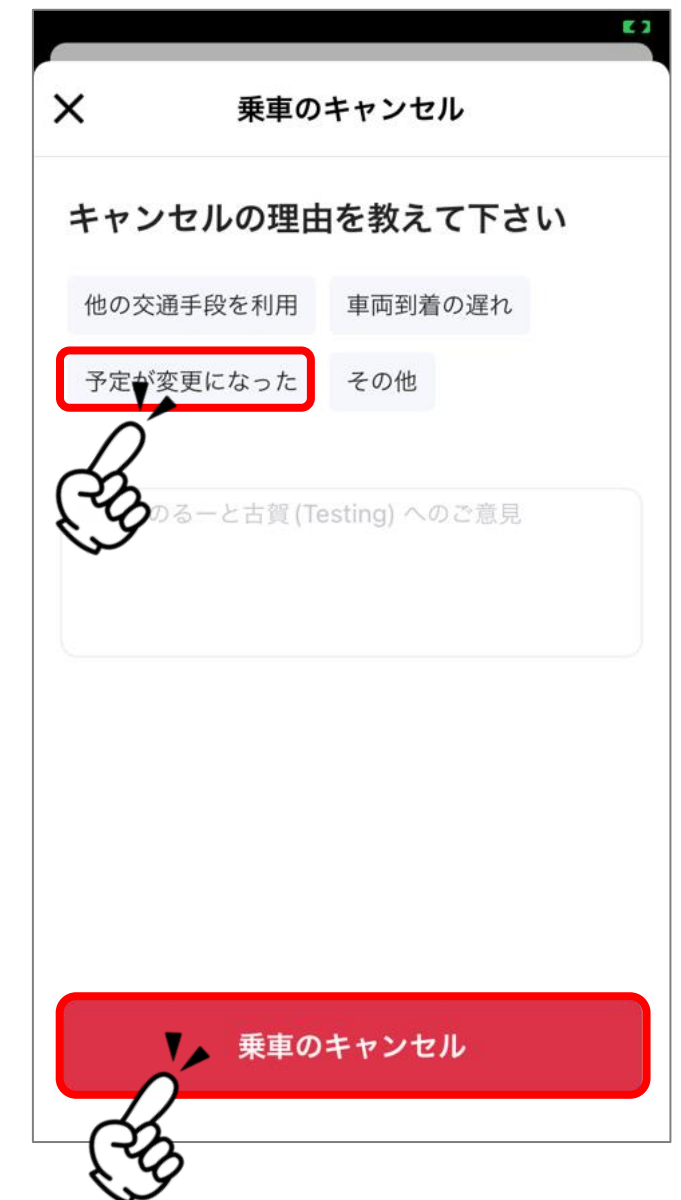 乗車のキャンセル
キャンセルの理由を教えて下さい
他の交通手段を利用
車両到着の遅れ
予定が変更になった
その他
のるーと古賀 (Testing) へのご意見
乗車のキャンセル